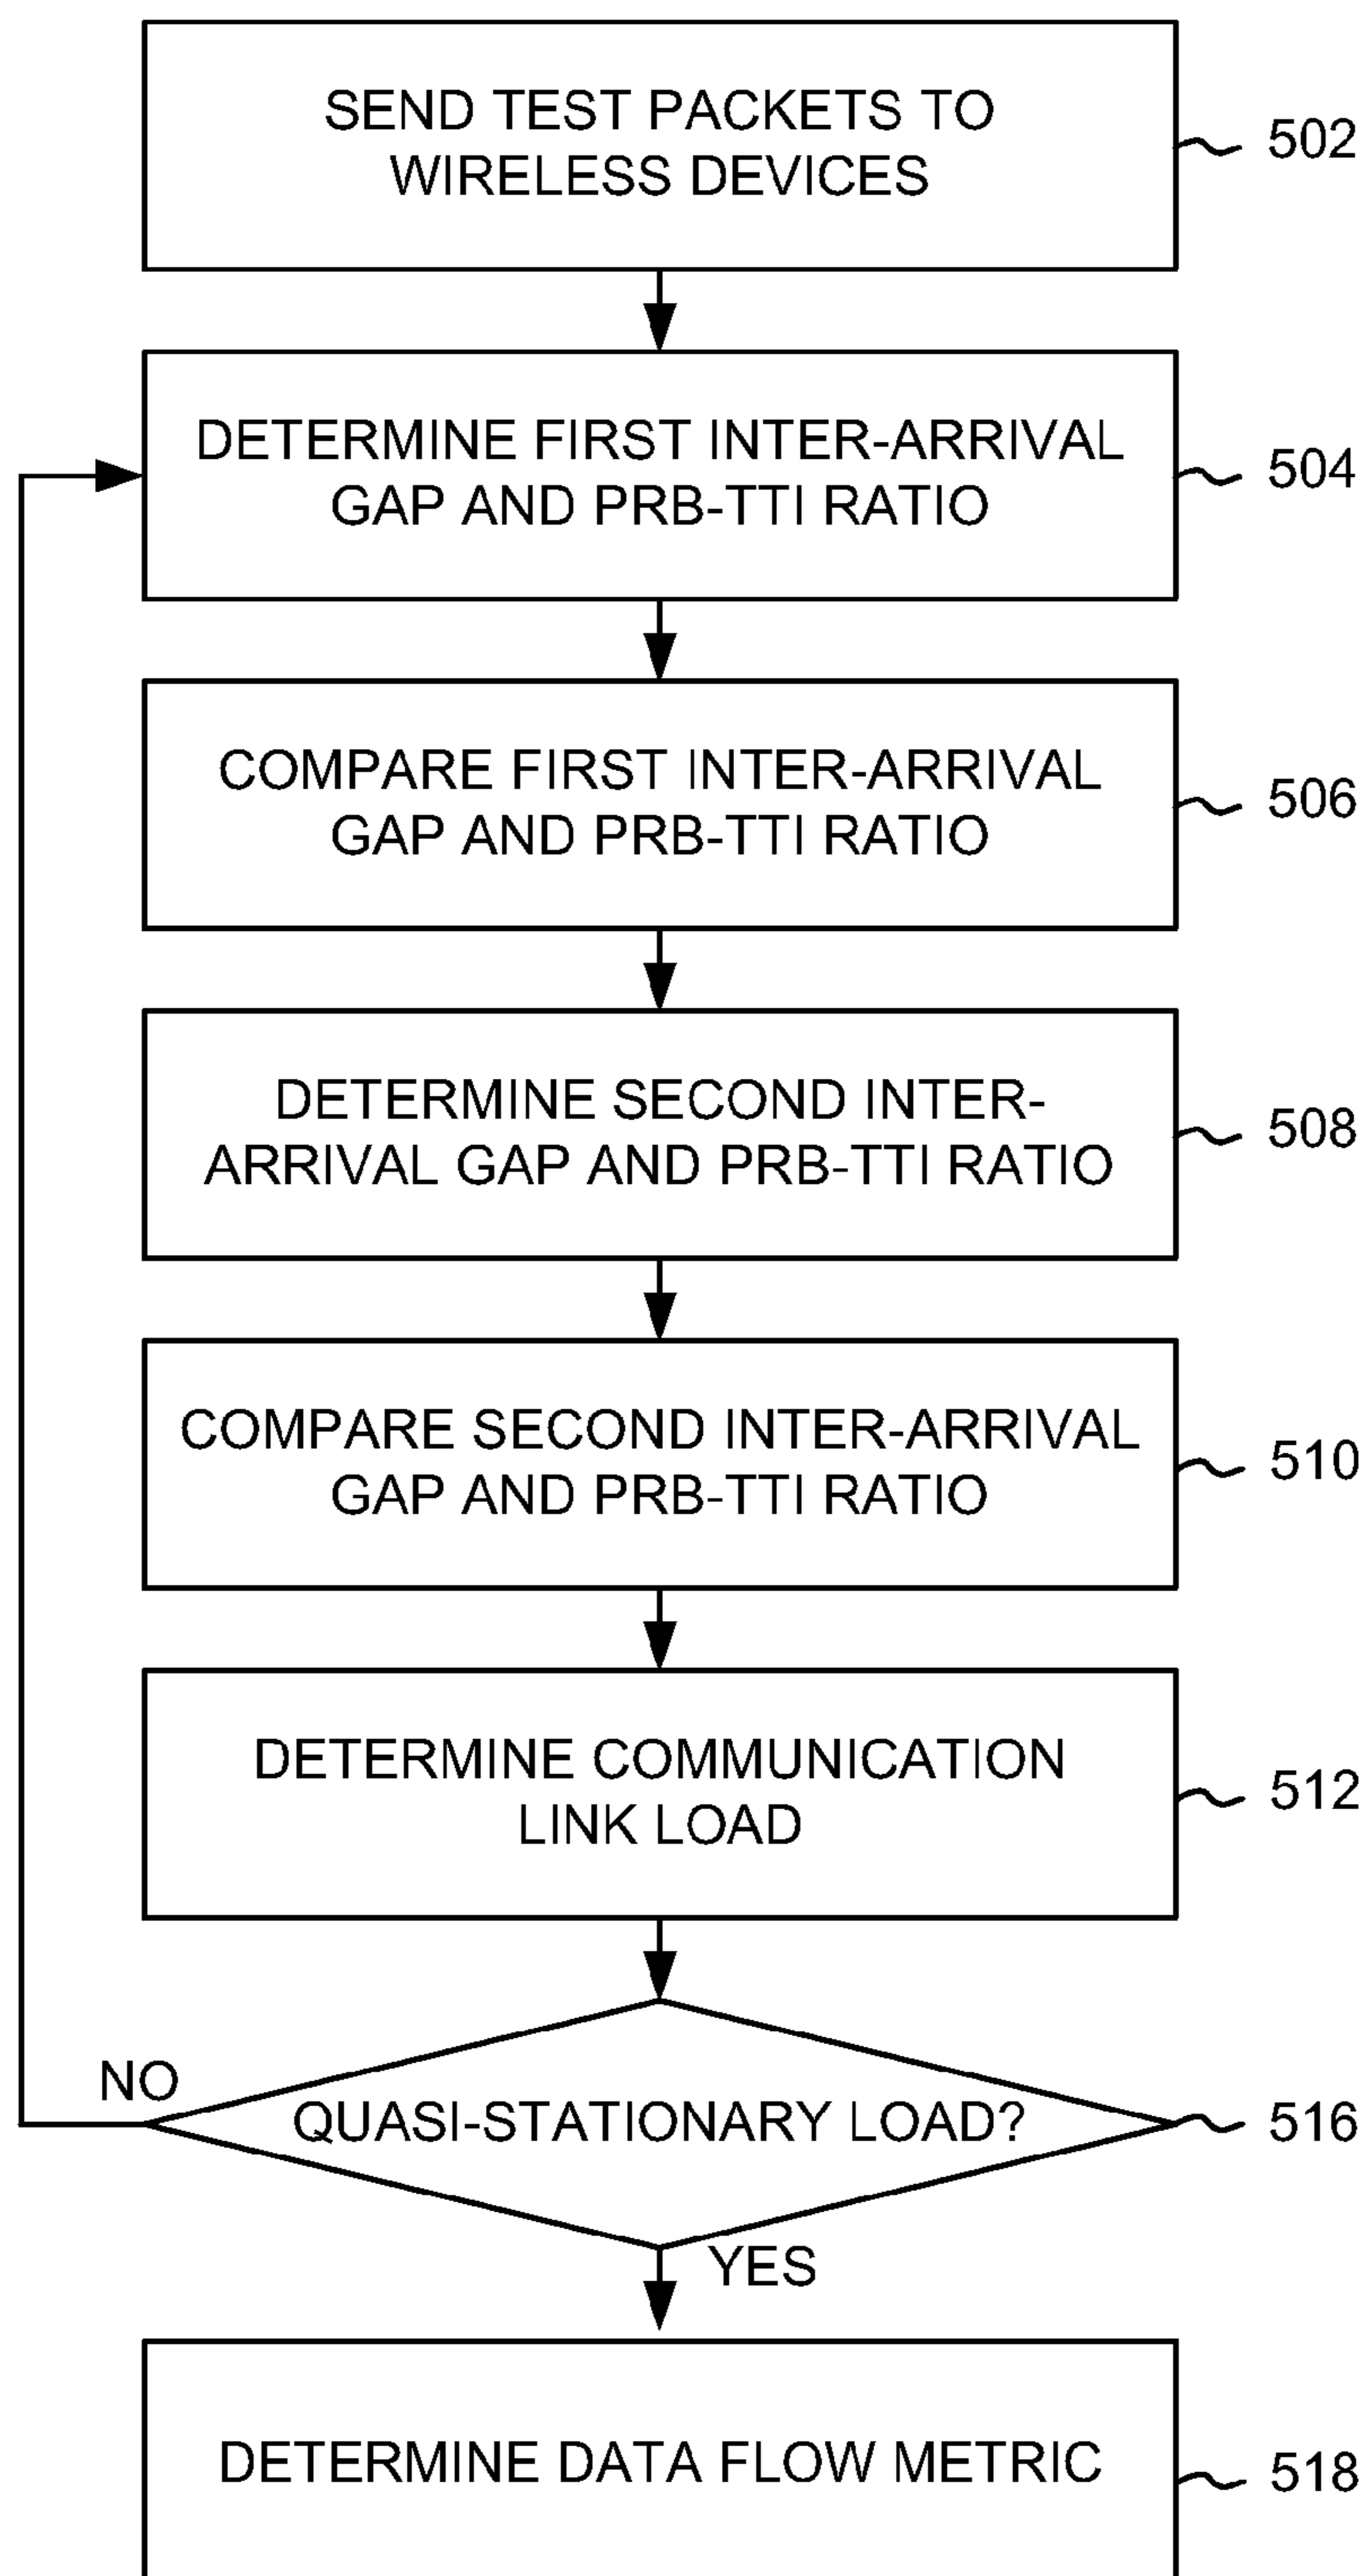 SEND TEST PACKETS TO
WIRELESS DEVICES
502
DETERMINE FIRST INTER-ARRIVAL
GAP AND PRB-TTI RATIO
504
COMPARE FIRST INTER-ARRIVAL
GAP AND PRB-TTI RATIO
506
DETERMINE SECOND INTER-
ARRIVAL GAP AND PRB-TTI RATIO
508
COMPARE SECOND INTER-ARRIVAL
GAP AND PRB-TTI RATIO
510
DETERMINE COMMUNICATION
LINK LOAD
512
NO
QUASI-STATIONARY LOAD?
516
YES
DETERMINE DATA FLOW METRIC
518